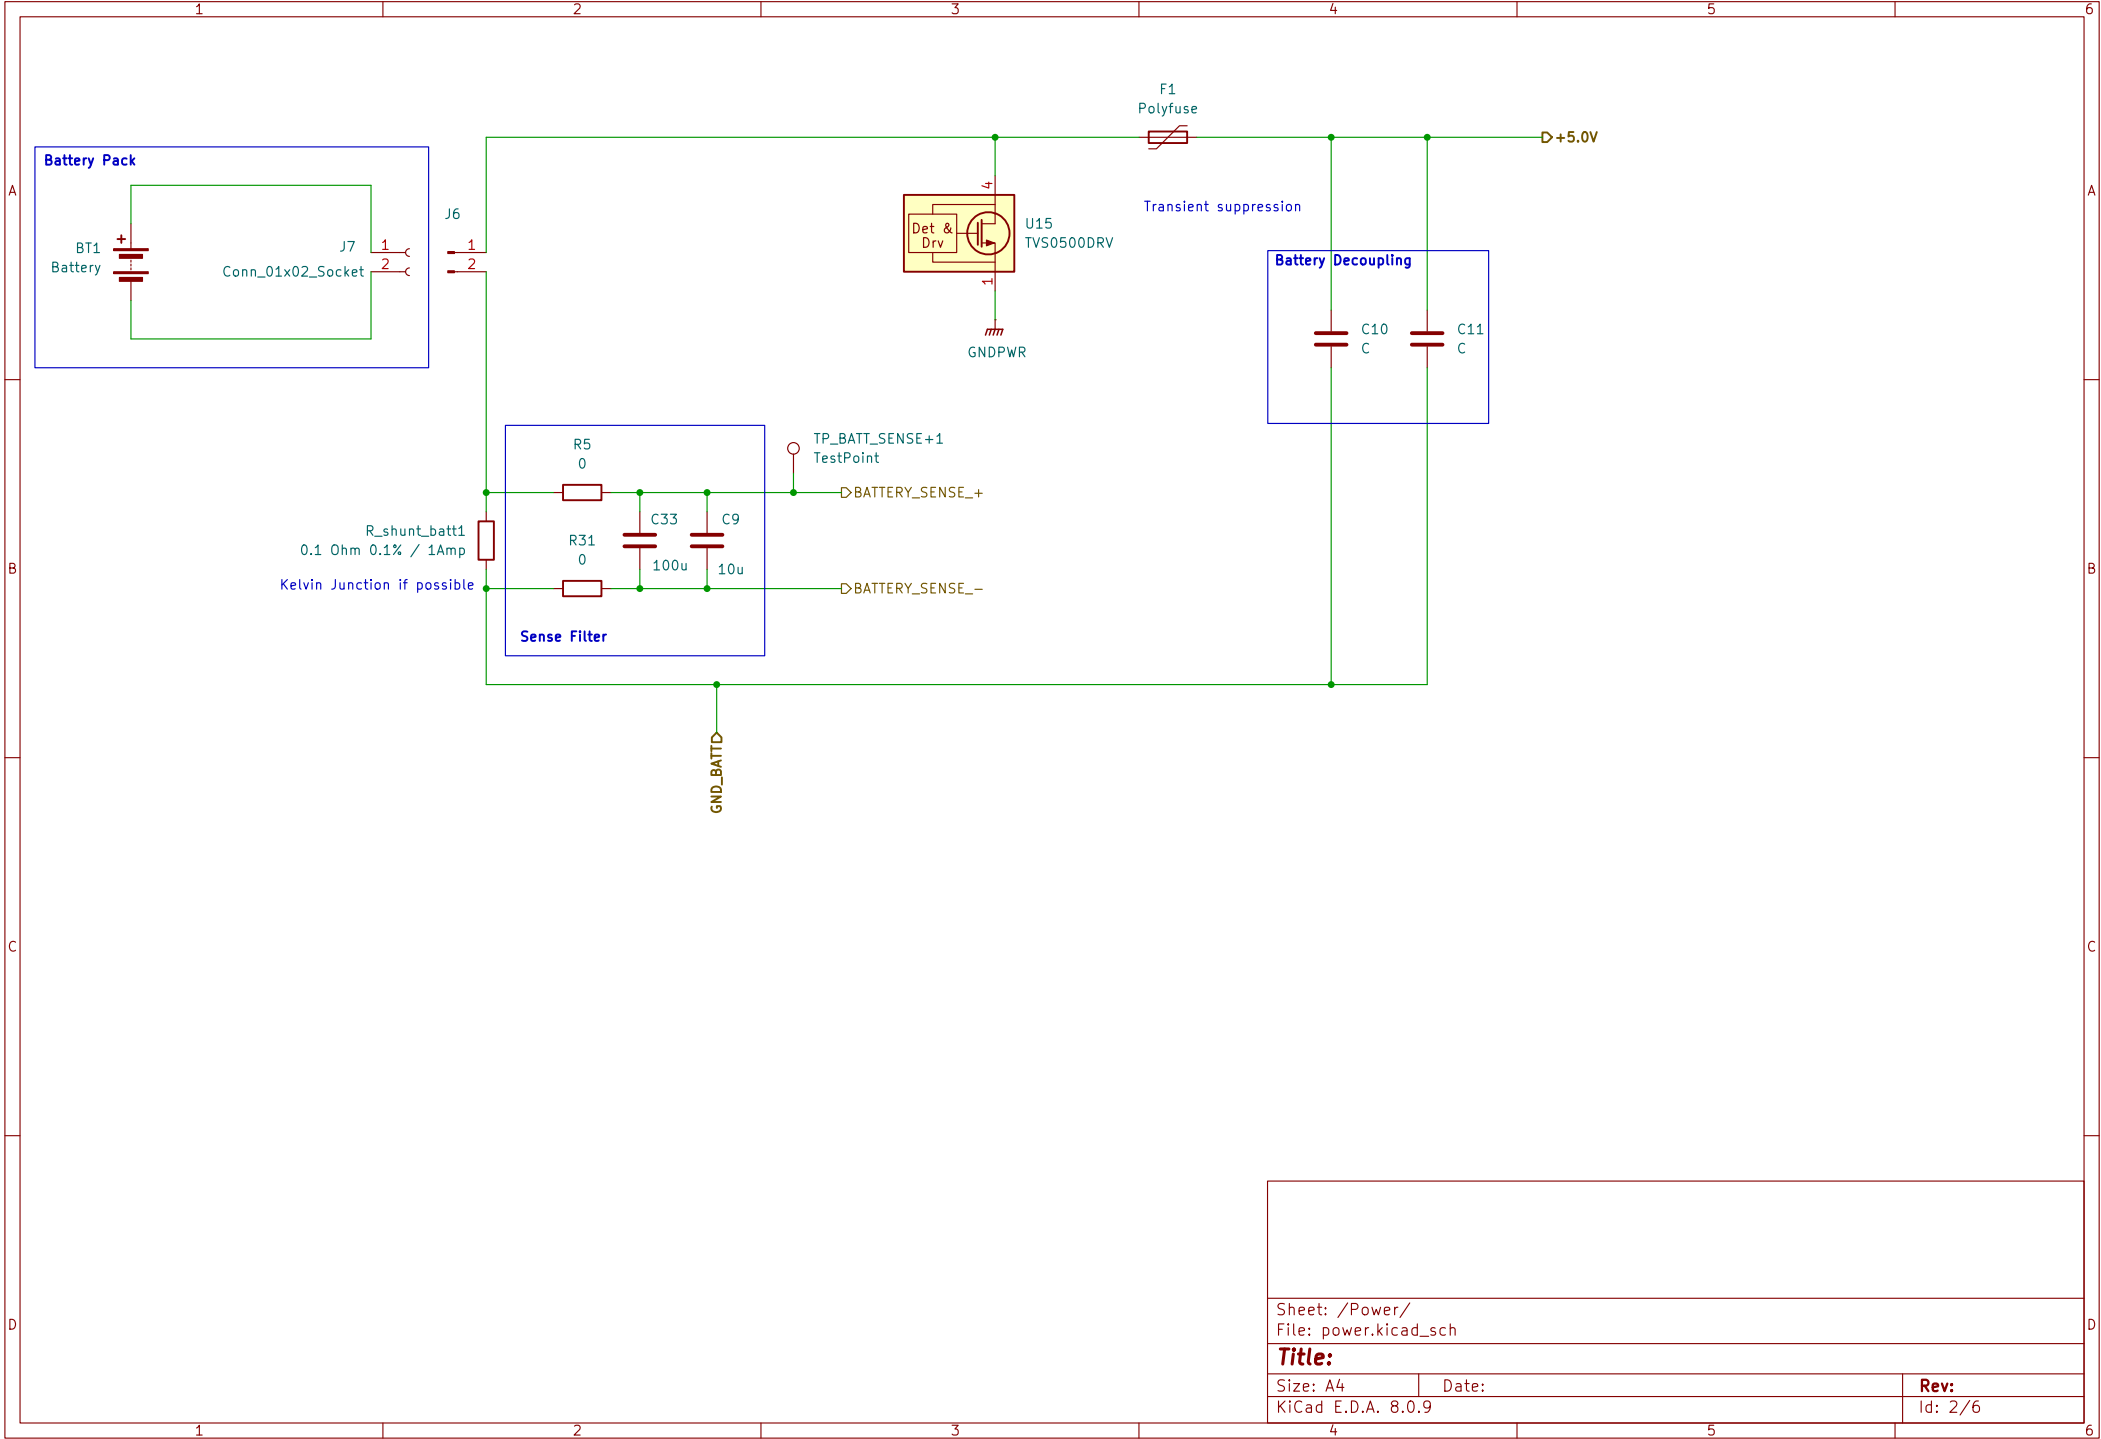 1 2 3 4 5 6
F1
Polyfuse
+5.0V
Battery Pack
A A
Transient suppression
J6
4
U15
TVS0500DRV
Det &
Drv
+
BT1
Battery
J7
Conn_01x02_Socket
1
2
1
2
1
GNDPWR
Battery Decoupling
C10
C
C11
C
TP_BATT_SENSE+1
TestPoint
R5
0
BATTERY_SENSE_+
C33
100u
C9
10u
R_shunt_batt1
0.1 Ohm 0.1% / 1Amp
R31
0
B B
Kelvin Junction if possible
BATTERY_SENSE_-
Sense Filter
GND_BATT
C C
Sheet: /Power/
File: power.kicad_sch
D D
Title:
Size: A4 Date: Rev:
KiCad E.D.A. 8.0.9 Id: 2/6
1 2 3 4 5 6